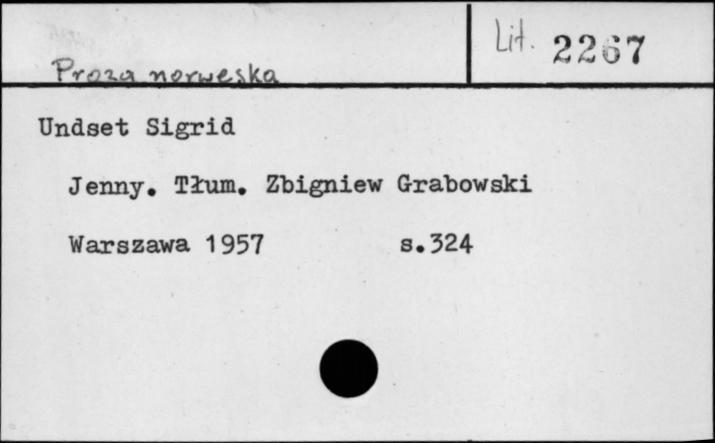 Lit. 2267
Proza norweska
Undset Sigrid
Jenny. Tłum. Zbigniew Grabowski
Warszawa 1957 s.324